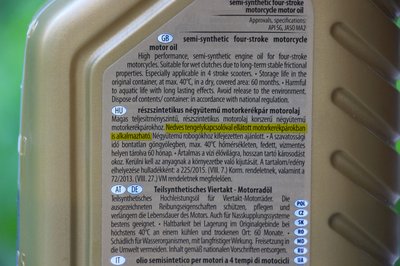 semi-synthetic four-stroke
motorcycle motor oil
Approvals, specifications:
API SG, JASO MA2
GB semi-synthetic four-stroke motorcycle
motor oil
High performance, semi-synthetic engine oil for four-stroke
motorcycles. Suitable for wet clutches due to long-term stable frictional
properties. Especially applicable in 4 stroke scooters. • Storage life in the
original container, at max. 40°C, in a dry, covered area: 60 months. • Harmful
to aquatic life with long lasting effects. Avoid release to the environment.
Dispose of contents/ container: in accordance with national regulation.
HU részszintetikus négyütemű motorkerékpár motorolaj
Magas teljesítményszintű, részszintetikus motorolaj négyütemű
motorkerékpárokhoz. Nedves tengelykapcsolóval ellátott motorkerékpárokban
is alkalmazható. Négyütemű robogókhoz kifejezetten ajánlott. • A szavatossági
idő bontatlan göngyölegben, max. 40°C hőmérsékleten, fedett, vízmentes
helyen tárolva 60 hónap. • Ártalmas a vízi élővilágra, hosszan tartó károsodást
okoz. Kerülni kell az anyagnak a környezetbe való kijutását. A tartalom/edény
elhelyezése hulladékként: a 225/2015. (VIII. 7.) Korm. rendeletnek, valamint a
72/2013. (VIII. 27.) VM rendeletnek megfelelően.
AT DE Teilsynthetisches Viertakt - Motorradöl
Teilsynthetisches Hochleistungsöl für Viertakt-Motorräder. Die
ausgezeichneten Reibungseigenschaften schützen, pflegen und
verlängern die Lebensdauer des Motors. Auch für Nasskupplungssysteme
bestens geeignet. • Haltbarkeit bei Lagerung im Originalgebinde bei
höchstens 40°C an einem kühlen und trockenen Ort: 60 Monate. •
Schädlich für Wasserorganismen, mit langfristiger Wirkung. Freisetzung in
die Umwelt vermeiden. Inhalt gemäß nationalen Vorschriften entsorgen.
IT olio semisintetico per motori a 4 tempi di motocicli
PL
CZ
SK
RO
UA